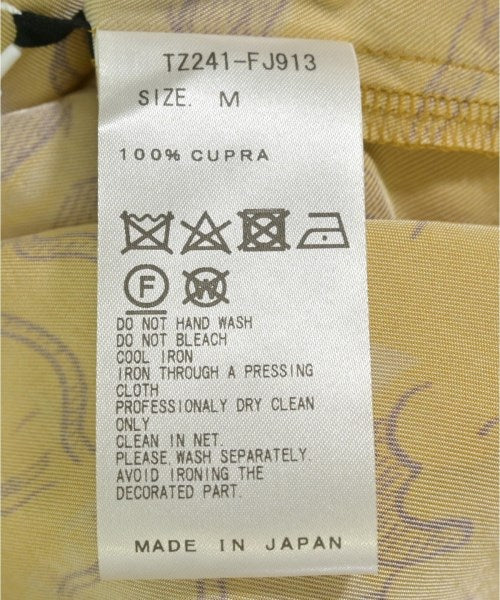 TZ241-FJ913
SIZE. M
100% CUPRA
F W
DO NOT HAND WASH
DO NOT BLEACH
COOL IRON
IRON THROUGH A PRESSING
CLOTH
PROFESSIONALY DRY CLEAN
ONLY
CLEAN IN NET.
PLEASE WASH SEPARATELY.
AVOID IRONING THE
DECORATED PART.
MADE IN JAPAN